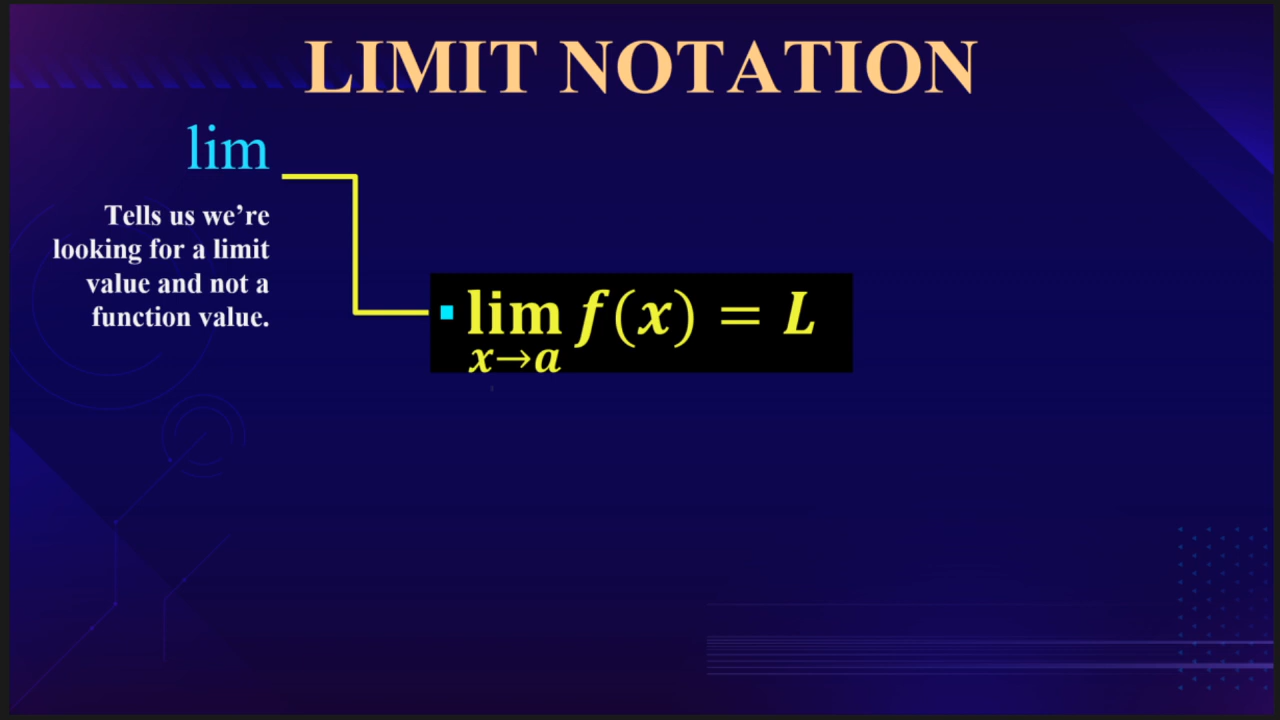 LIMIT NOTATION
lim
Tells us we’re
looking for a limit
value and not a
function value.
▪ lim f(x) = L
x→a